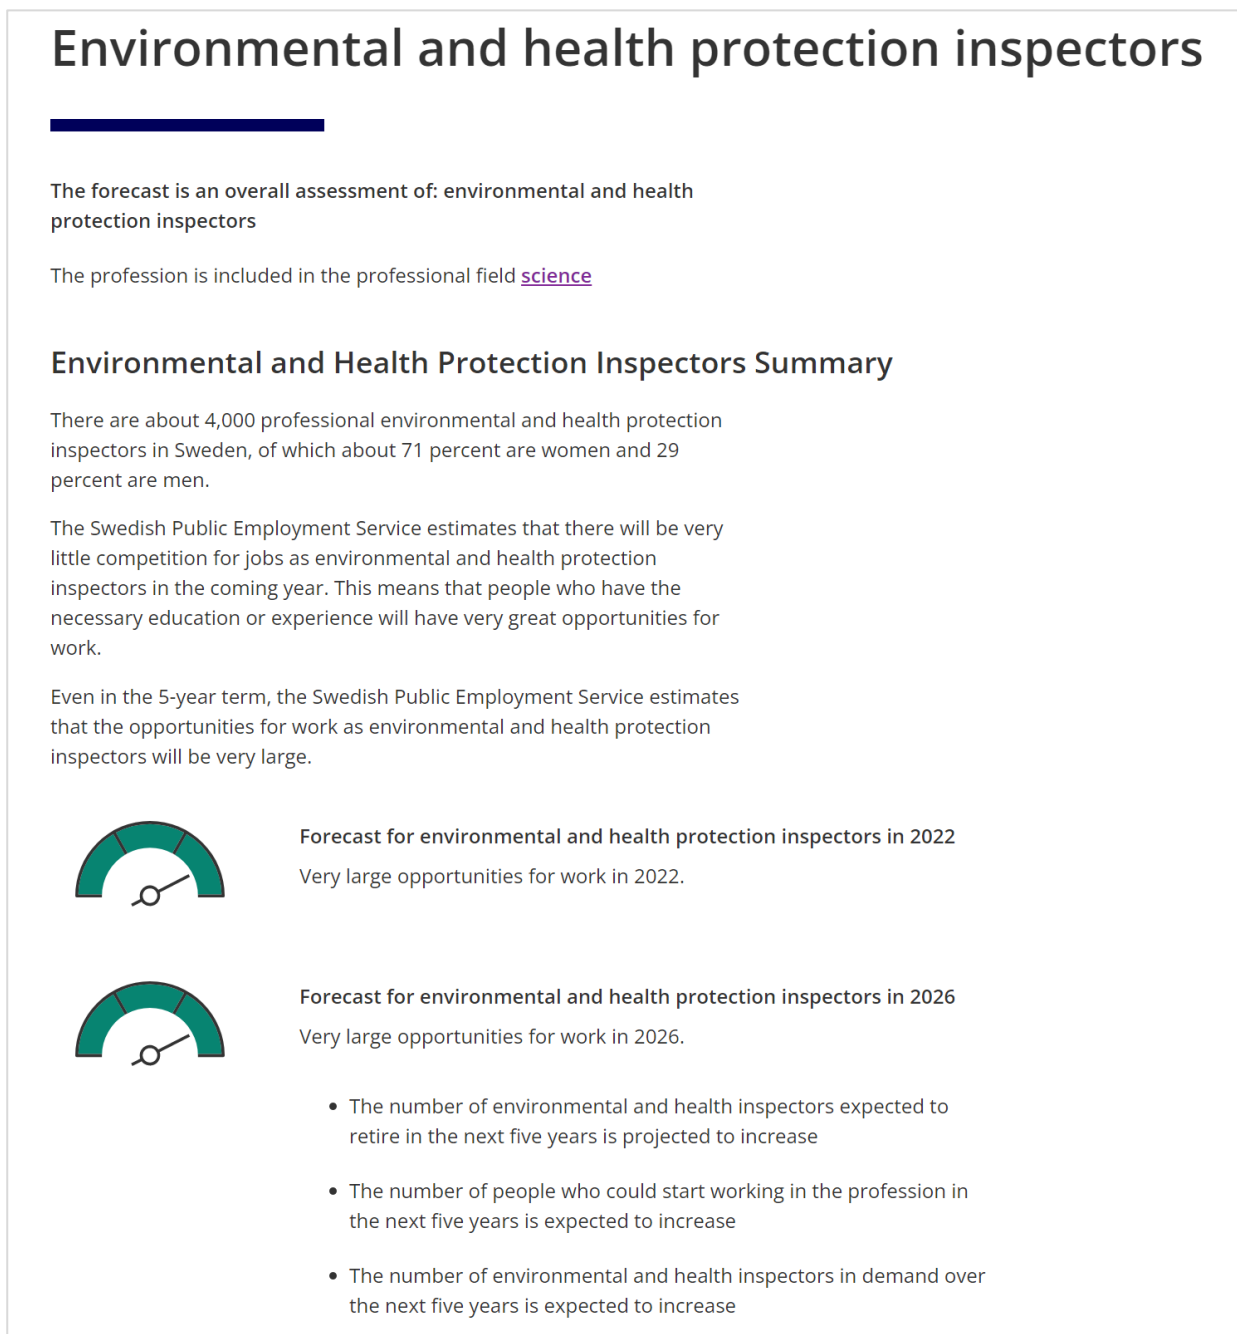 Environmental and health protection inspectors
The forecast is an overall assessment of: environmental and health
protection inspectors
The profession is included in the professional field science
Environmental and Health Protection Inspectors Summary
There are about 4,000 professional environmental and health protection
inspectors in Sweden, of which about 71 percent are women and 29
percent are men.
The Swedish Public Employment Service estimates that there will be very
little competition for jobs as environmental and health protection
inspectors in the coming year. This means that people who have the
necessary education or experience will have very great opportunities for
work.
Even in the 5-year term, the Swedish Public Employment Service estimates
that the opportunities for work as environmental and health protection
inspectors will be very large.
Forecast for environmental and health protection inspectors in 2022
Very large opportunities for work in 2022.
Forecast for environmental and health protection inspectors in 2026
Very large opportunities for work in 2026.
• The number of environmental and health inspectors expected to
retire in the next five years is projected to increase
• The number of people who could start working in the profession in
the next five years is expected to increase
• The number of environmental and health inspectors in demand over
the next five years is expected to increase